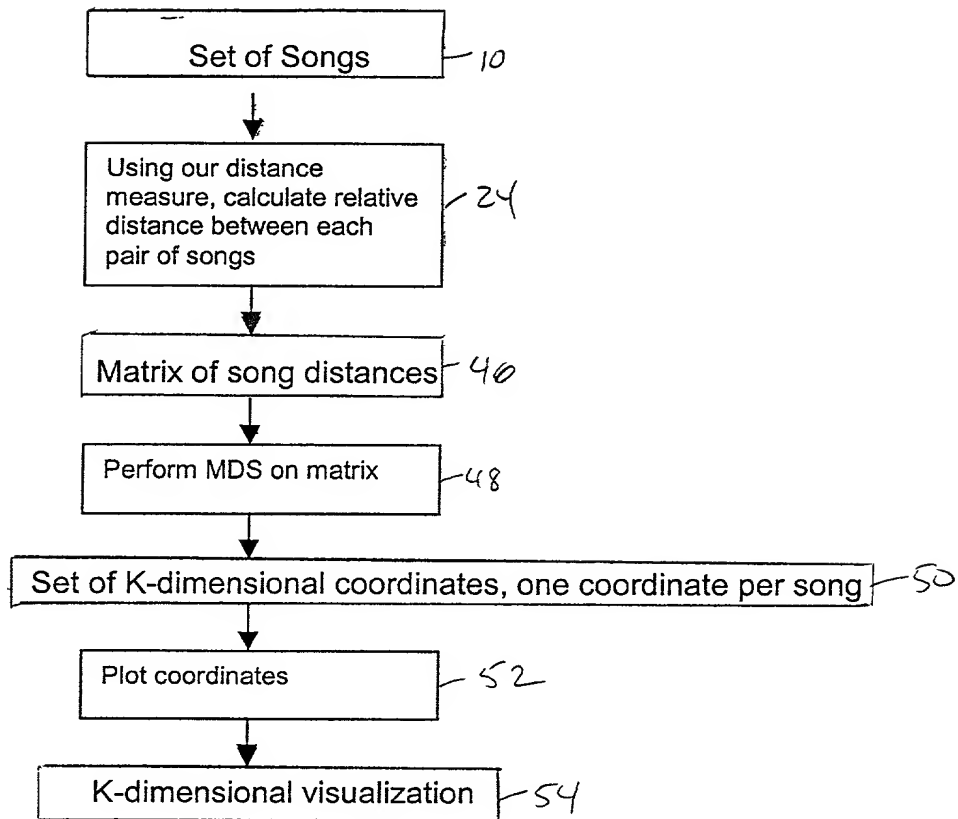 Set of Songs
10
Using our distance
measure, calculate relative
distance between each
pair of songs
24
Matrix of song distances
46
Perform MDS on matrix
48
Set of K-dimensional coordinates, one coordinate per song
50
Plot coordinates
52
K-dimensional visualization
54